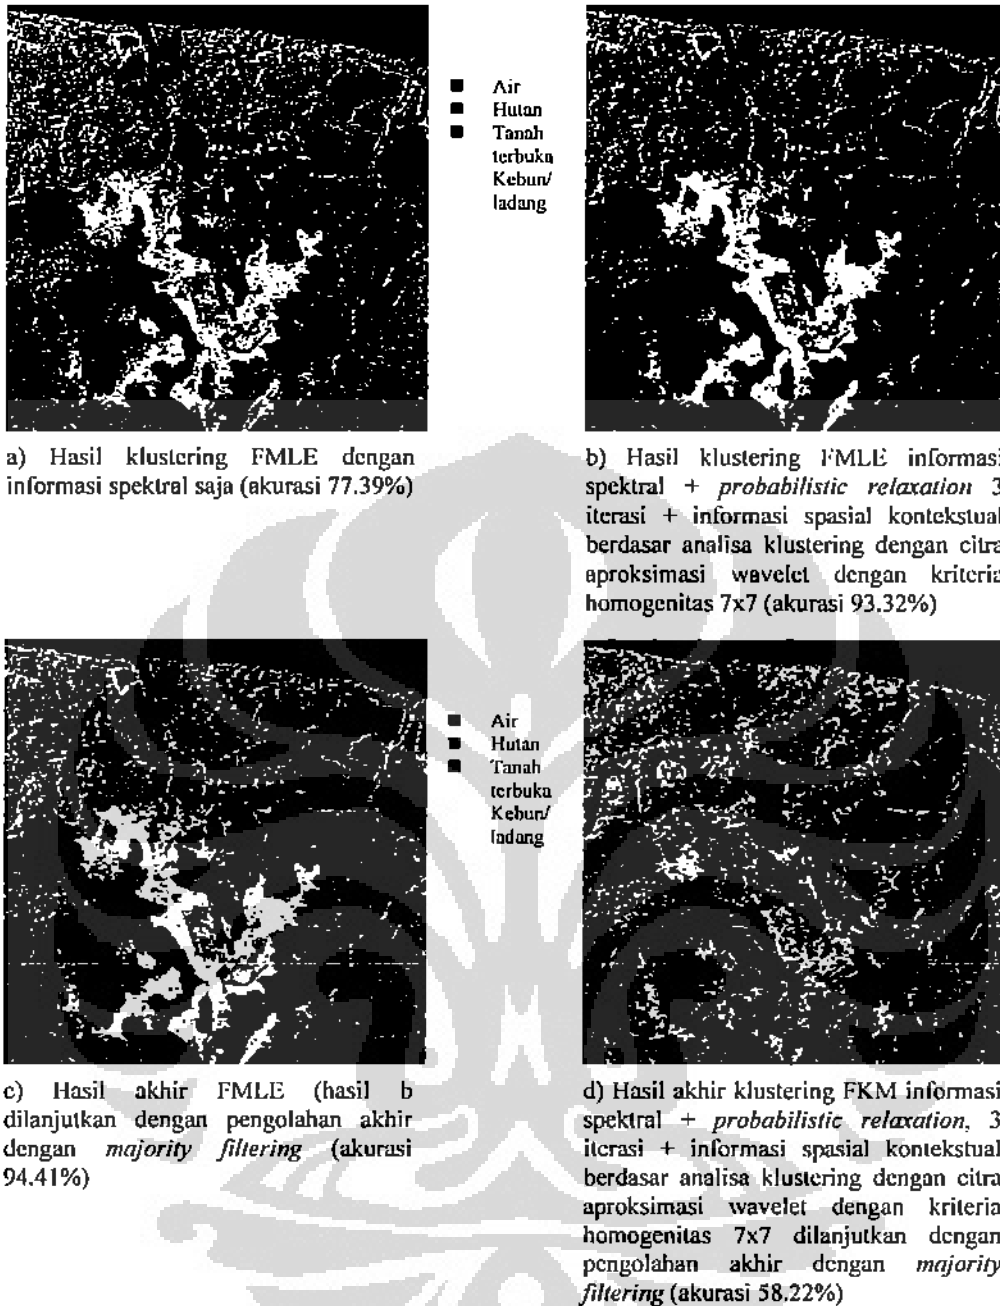 Air
Hutan
Tanah
terbuka
Kebun/
ladang
a) Hasil klustering FMLE dengan
informasi spektral saja (akurasi 77.39%)
b) Hasil klustering FMLE informasi
spektral + probabilistic relaxation 3
iterasi + informasi spasial kontekstual
berdasar analisa klustering dengan citra
aproksimasi wavelet dengan kriteria
homogenitas 7x7 (akurasi 93.32%)
Air
Hutan
Tanah
terbuka
Kebun/
ladang
c) Hasil akhir FMLE (hasil b
dilanjutkan dengan pengolahan akhir
dengan majority filtering (akurasi
94.41%)
d) Hasil akhir klustering FKM informasi
spektral + probabilistic relaxation, 3
iterasi + informasi spasial kontekstual
berdasar analisa klustering dengan citra
aproksimasi wavelet dengan kriteria
homogenitas 7x7 dilanjutkan dengan
pengolahan akhir dengan majority
filtering (akurasi 58.22%)